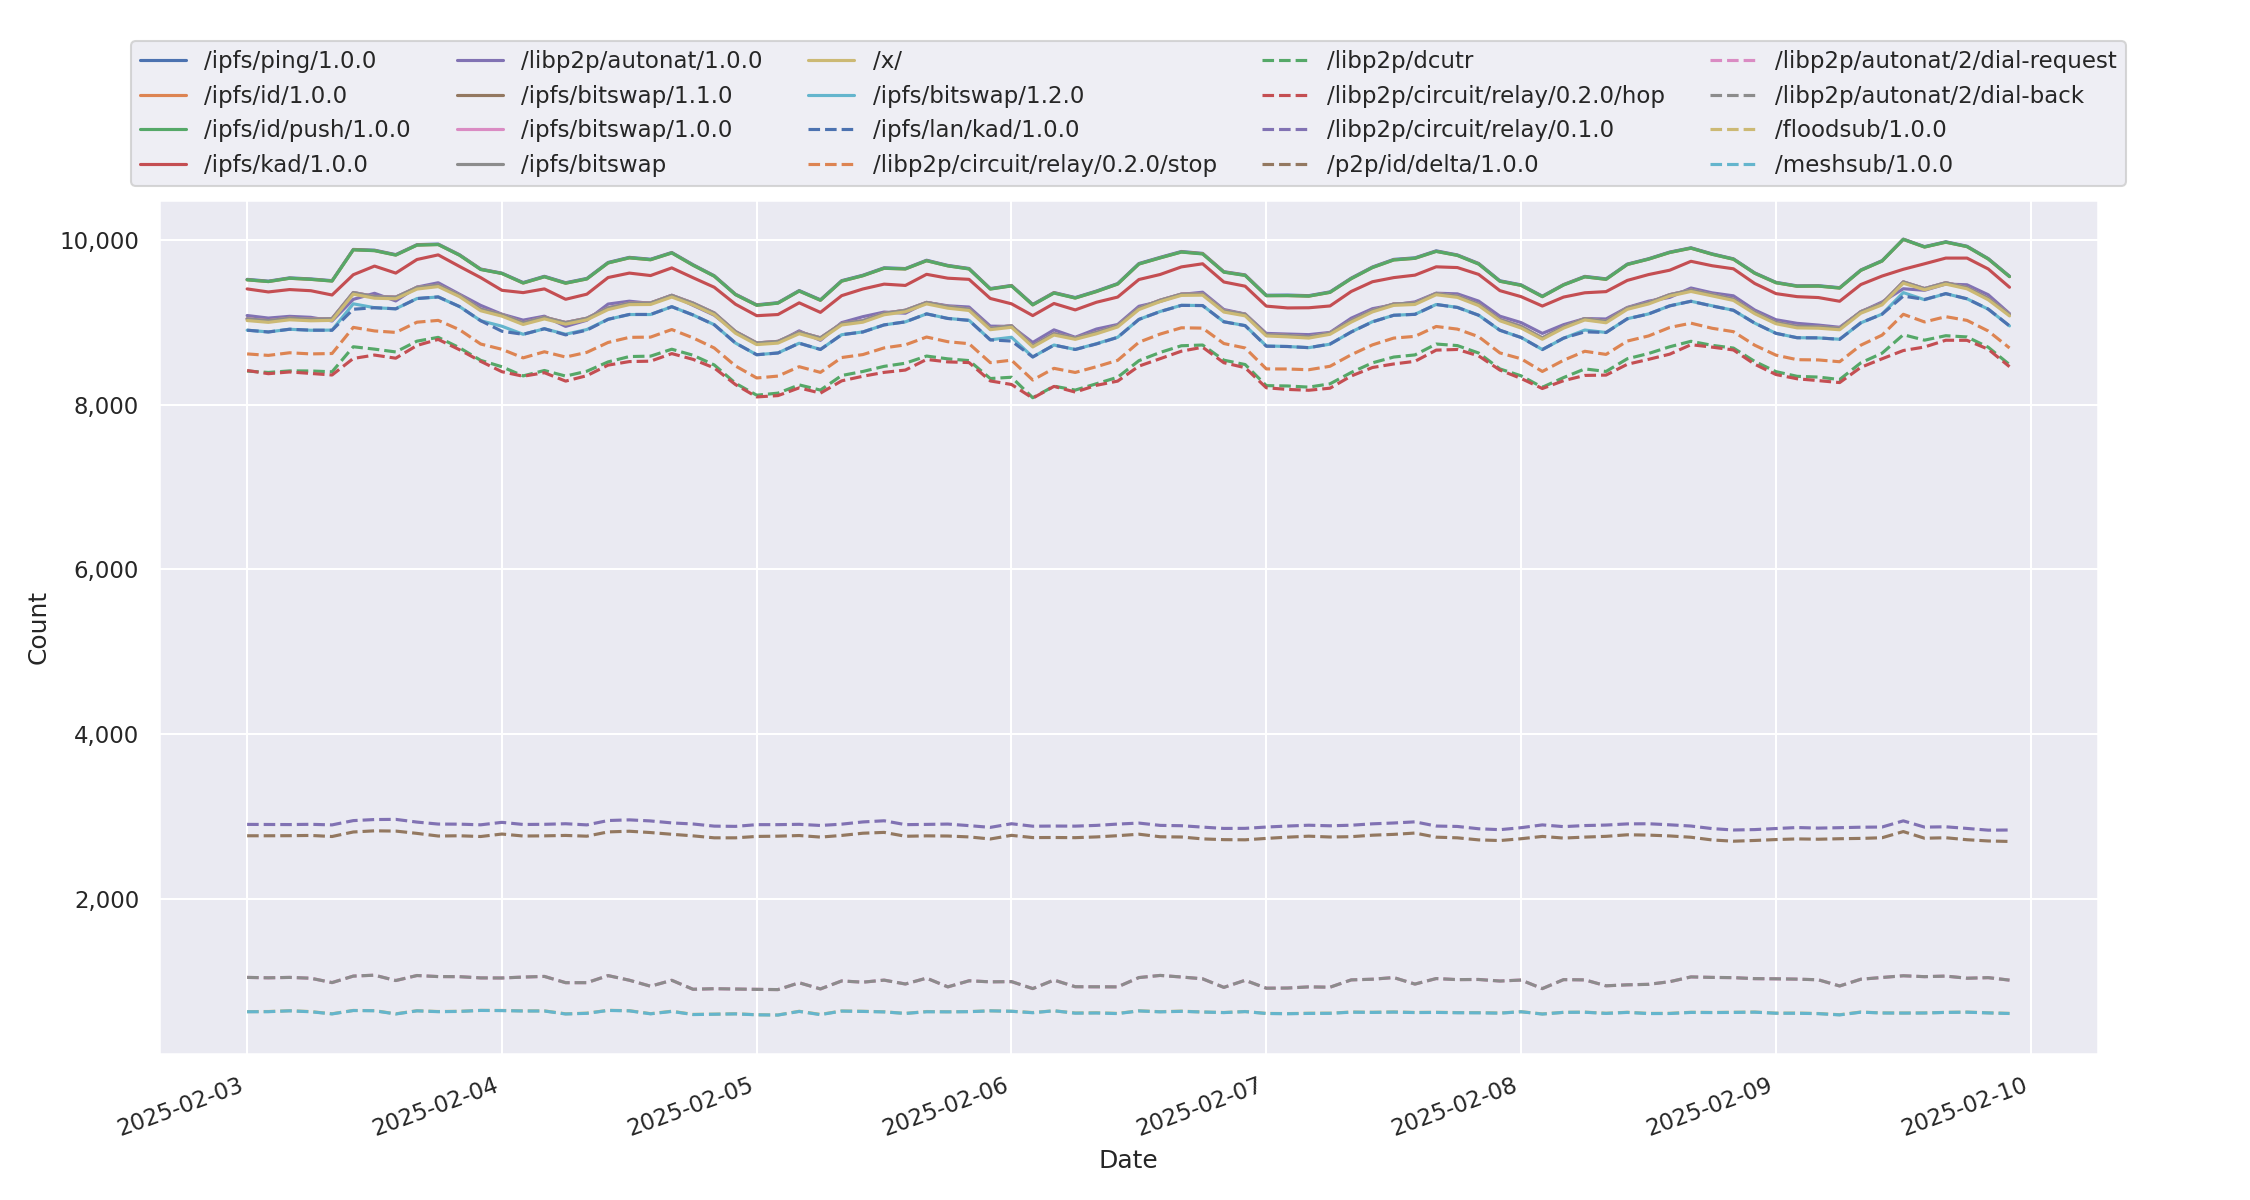 /ipfs/ping/1.0.0 /libp2p/autonat/1.0.0 /x/ /libp2p/dcutr /libp2p/autonat/2/dial-request
/ipfs/id/1.0.0 /ipfs/bitswap/1.1.0 /ipfs/bitswap/1.2.0 /libp2p/circuit/relay/0.2.0/hop /libp2p/autonat/2/dial-back
/ipfs/id/push/1.0.0 /ipfs/bitswap/1.0.0 /ipfs/lan/kad/1.0.0 /libp2p/circuit/relay/0.1.0 /floodsub/1.0.0
/ipfs/kad/1.0.0 /ipfs/bitswap /libp2p/circuit/relay/0.2.0/stop /p2p/id/delta/1.0.0 /meshsub/1.0.0
10,000
8,000
6,000
4,000
2,000
Count
2025-02-03 2025-02-04 2025-02-05 2025-02-06 2025-02-07 2025-02-08 2025-02-09 2025-02-10
Date